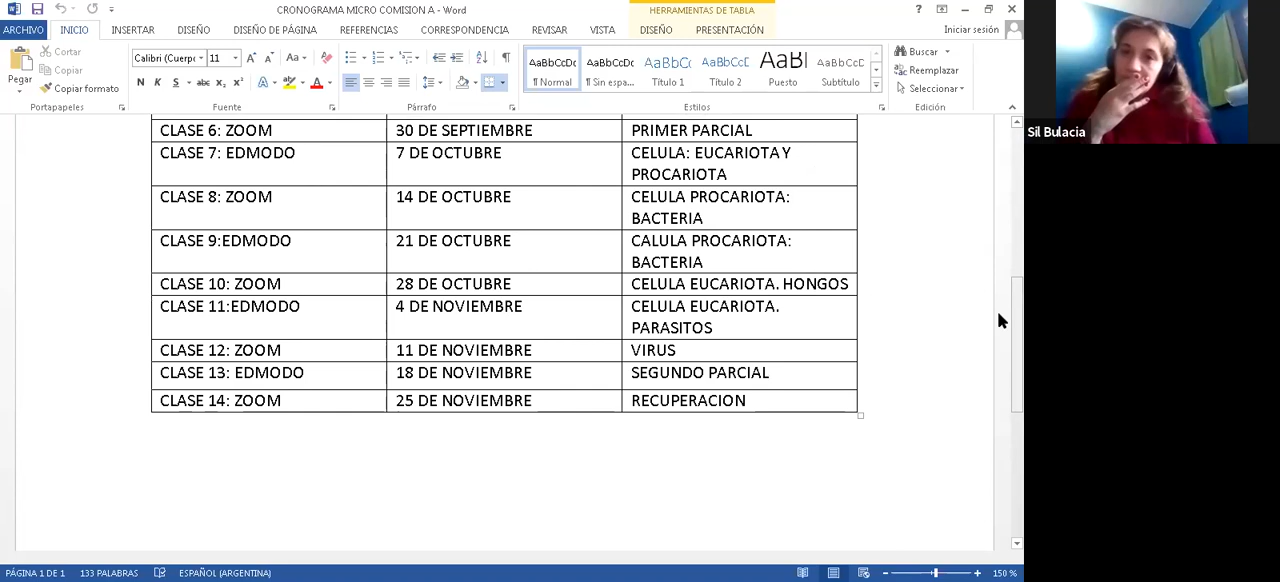 CRONOGRAMA MICRO COMISION A - Word
HERRAMIENTAS DE TABLA
?
ARCHIVO INICIO INSERTAR DISEÑO DISEÑO DE PÁGINA REFERENCIAS CORRESPONDENCIA REVISAR VISTA DISEÑO PRESENTACIÓN Iniciar sesión
Pegar
Cortar
Copiar
Copiar formato
Portapapeles
Calibri (Cuerpo 11
N K S abc x₂ x²
Fuente
Párrafo
AaBbCcDc AaBbCcDc AaBbCc AaBbCcD AaBl AaBbCcD
¶ Normal ¶ Sin espa... Título 1 Título 2 Puesto Subtítulo
Estilos
Buscar
Reemplazar
Seleccionar
Edición
CLASE 6: ZOOM 30 DE SEPTIEMBRE PRIMER PARCIAL
CLASE 7: EDMODO 7 DE OCTUBRE CELULA: EUCARIOTA Y
PROCARIOTA
CLASE 8: ZOOM 14 DE OCTUBRE CELULA PROCARIOTA:
BACTERIA
CLASE 9:EDMODO 21 DE OCTUBRE CALULA PROCARIOTA:
BACTERIA
CLASE 10: ZOOM 28 DE OCTUBRE CELULA EUCARIOTA. HONGOS
CLASE 11:EDMODO 4 DE NOVIEMBRE CELULA EUCARIOTA.
PARASITOS
CLASE 12: ZOOM 11 DE NOVIEMBRE VIRUS
CLASE 13: EDMODO 18 DE NOVIEMBRE SEGUNDO PARCIAL
CLASE 14: ZOOM 25 DE NOVIEMBRE RECUPERACION
PÁGINA 1 DE 1 133 PALABRAS ESPAÑOL (ARGENTINA) 150 %
Sil Bulacia